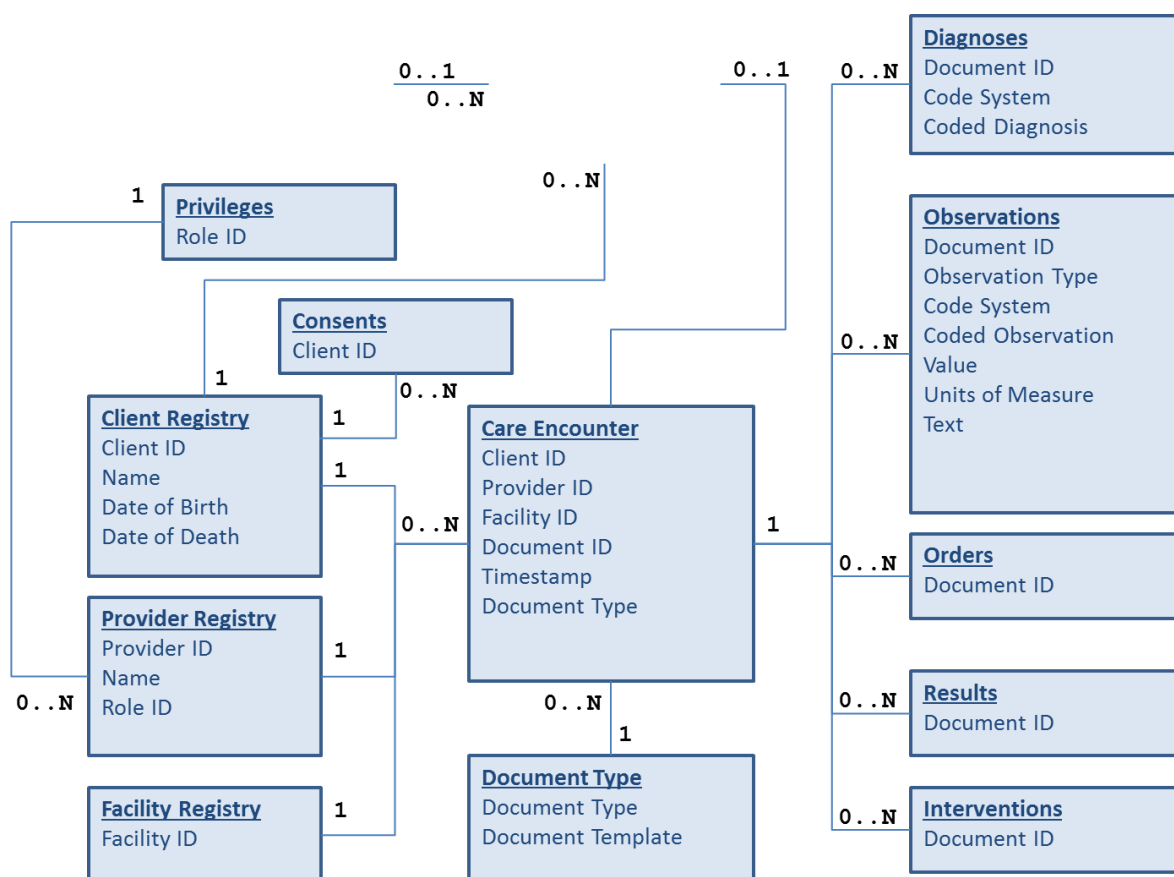 0..1
0..N
0..1
0..N
1
0..N
Privileges
Role ID
Consents
Client ID
1
0..N
Client Registry
Client ID
Name
Date of Birth
Date of Death
1
1
0..N
Provider Registry
Provider ID
Name
Role ID
0..N
1
Facility Registry
Facility ID
1
Care Encounter
Client ID
Provider ID
Facility ID
Document ID
Timestamp
Document Type
1
0..N
1
Document Type
Document Type
Document Template
0..N
Diagnoses
Document ID
Code System
Coded Diagnosis
0..N
Observations
Document ID
Observation Type
Code System
Coded Observation
Value
Units of Measure
Text
0..N
Orders
Document ID
0..N
Results
Document ID
0..N
Interventions
Document ID